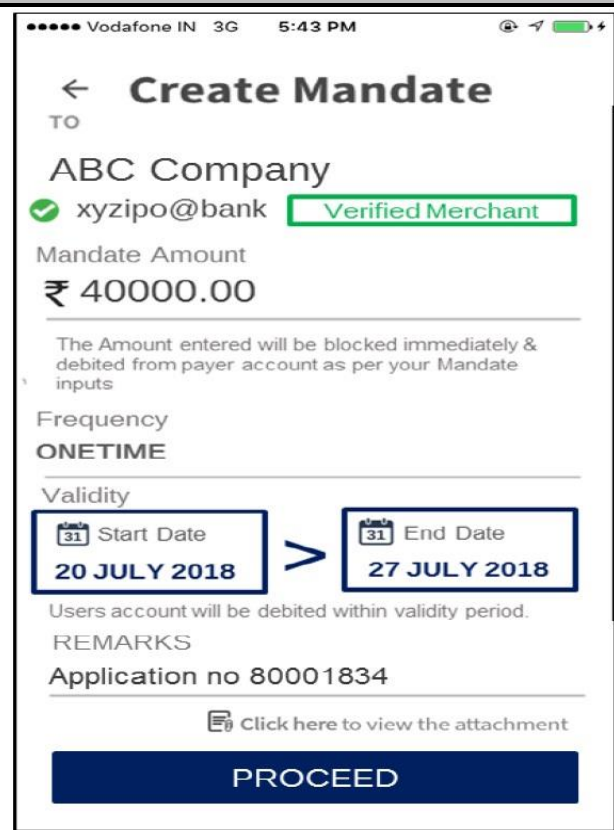 Vodafone IN 3G 5:43 PM
← Create Mandate
TO
ABC Company
xyzipo@bank Verified Merchant
Mandate Amount
₹ 40000.00
The Amount entered will be blocked immediately &
debited from payer account as per your Mandate
inputs
Frequency
ONETIME
Validity
31 Start Date > 31 End Date
20 JULY 2018 27 JULY 2018
Users account will be debited within validity period.
REMARKS
Application no 80001834
Click here to view the attachment
PROCEED